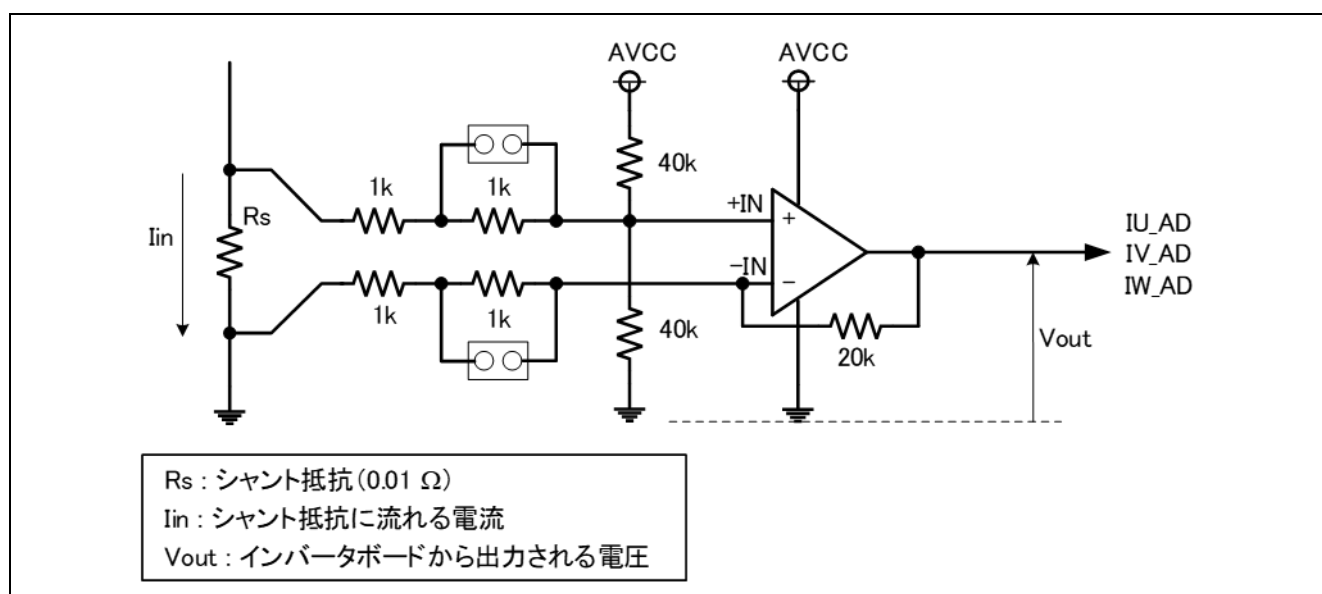 AVCC
AVCC
40k
1k
1k
+IN
+
Rs
Iin
IU_AD
IV_AD
IW_AD
−IN
−
1k
1k
40k
20k
Vout
Rs : シャント抵抗(0.01 Ω)
Iin : シャント抵抗に流れる電流
Vout : インバータボードから出力される電圧